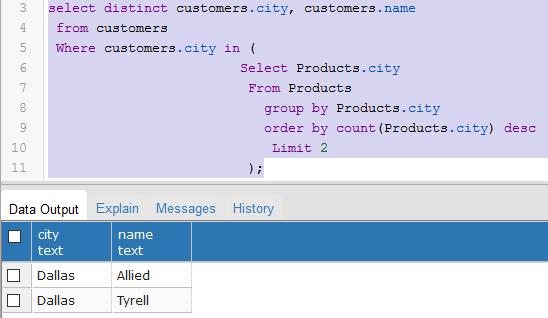 3 select distinct customers.city, customers.name
4 from customers
5 Where customers.city in (
6 Select Products.city
7 From Products
8 group by Products.city
9 order by count(Products.city) desc
10 Limit 2
11 );
Data Output Explain Messages History
city name
text text
Dallas Allied
Dallas Tyrell